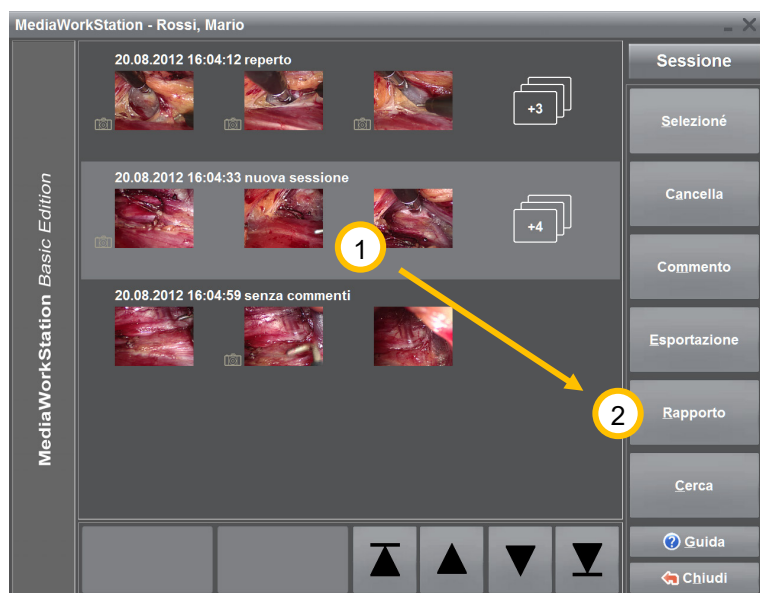 MediaWorkStation - Rossi, Mario
MediaWorkStation Basic Edition
20.08.2012 16:04:12 reperto
+3
20.08.2012 16:04:33 nuova sessione
+4
1
20.08.2012 16:04:59 senza commenti
2
Sessione
Selezioné
Cancella
Commento
Esportazione
Rapporto
Cerca
? Guida
Chiudi